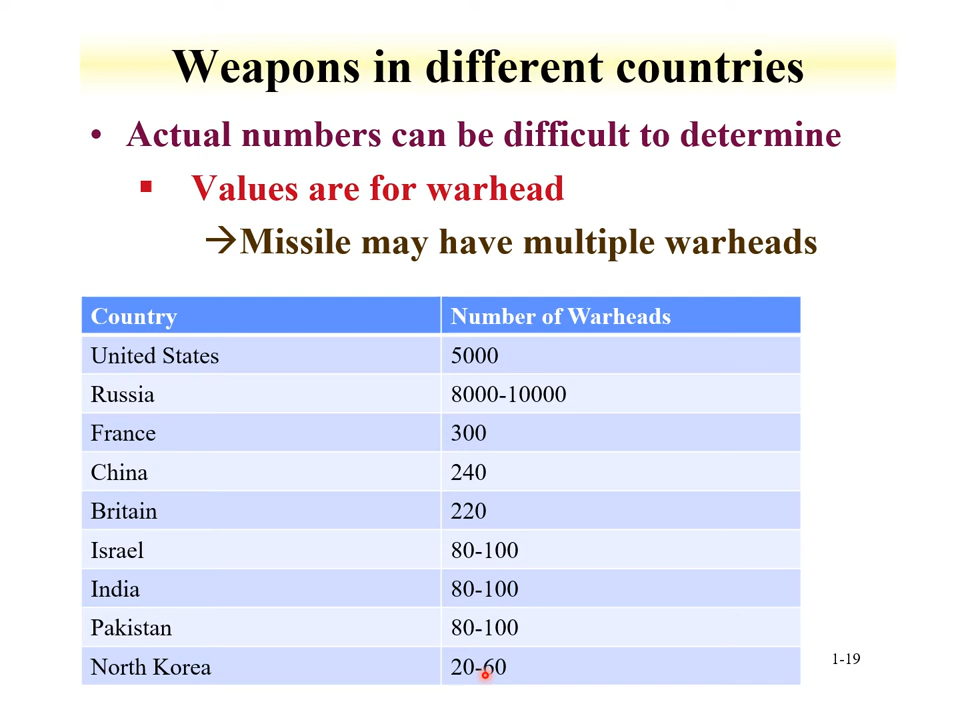 Weapons in different countries
• Actual numbers can be difficult to determine
▪ Values are for warhead
→Missile may have multiple warheads
Country Number of Warheads
United States 5000
Russia 8000-10000
France 300
China 240
Britain 220
Israel 80-100
India 80-100
Pakistan 80-100
North Korea 20-60
1-19